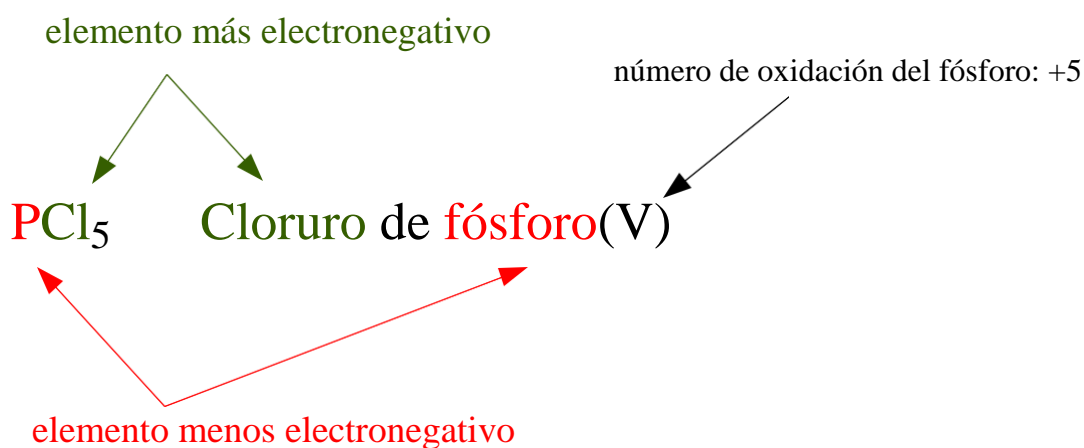 elemento más electronegativo
número de oxidación del fósforo: +5
PCl5 Cloruro de fósforo(V)
elemento menos electronegativo